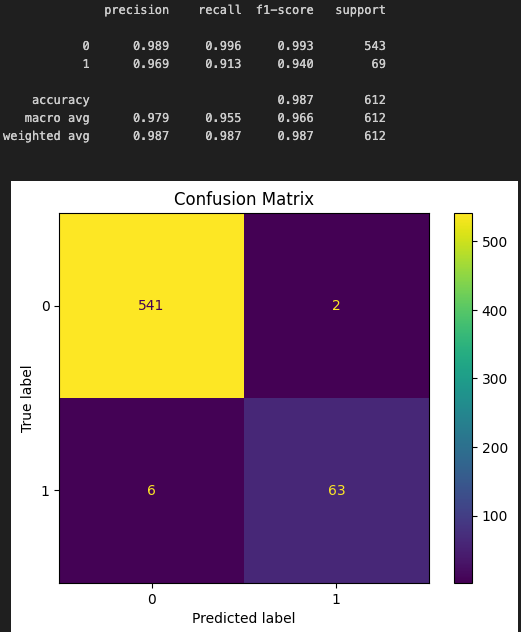 precision recall f1-score support
0 0.989 0.996 0.993 543
1 0.969 0.913 0.940 69
accuracy 0.987 612
macro avg 0.979 0.955 0.966 612
weighted avg 0.987 0.987 0.987 612
Confusion Matrix
500
0 541 2
400
True label
300
200
1 6 63
100
0 1
Predicted label